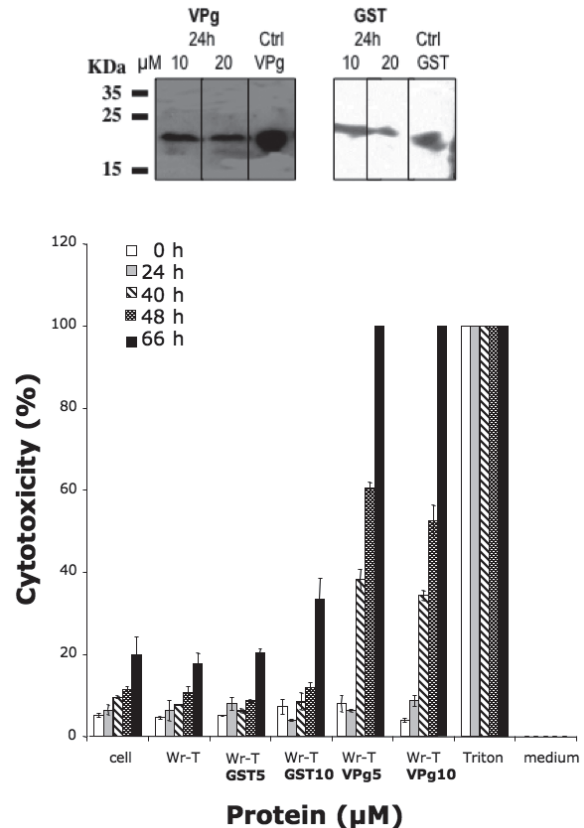 VPg GST
24h Ctrl 24h Ctrl
KDa µM 10 20 VPg 10 20 GST
35
25
15
120
100
80
60
40
20
0
0 h
24 h
40 h
48 h
66 h
Cytotoxicity (%)
cell Wr-T Wr-T Wr-T Wr-T Wr-T Triton medium
GST5 GST10 VPg5 VPg10
Protein (µM)